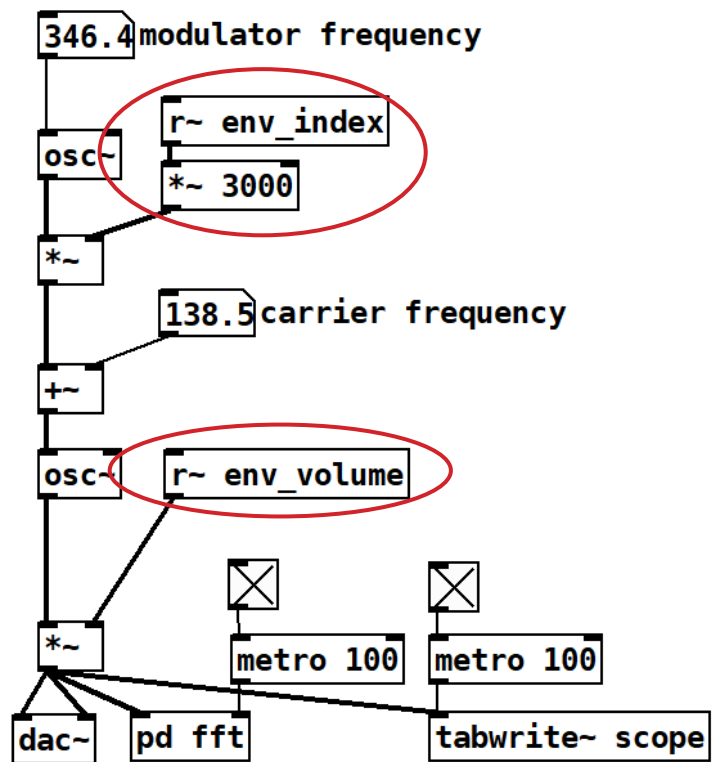 346.4 modulator frequency
r~ env_index
osc~
*~ 3000
*~
138.5 carrier frequency
+~
osc~
r~ env_volume
*~
metro 100
metro 100
dac~
pd fft
tabwrite~ scope